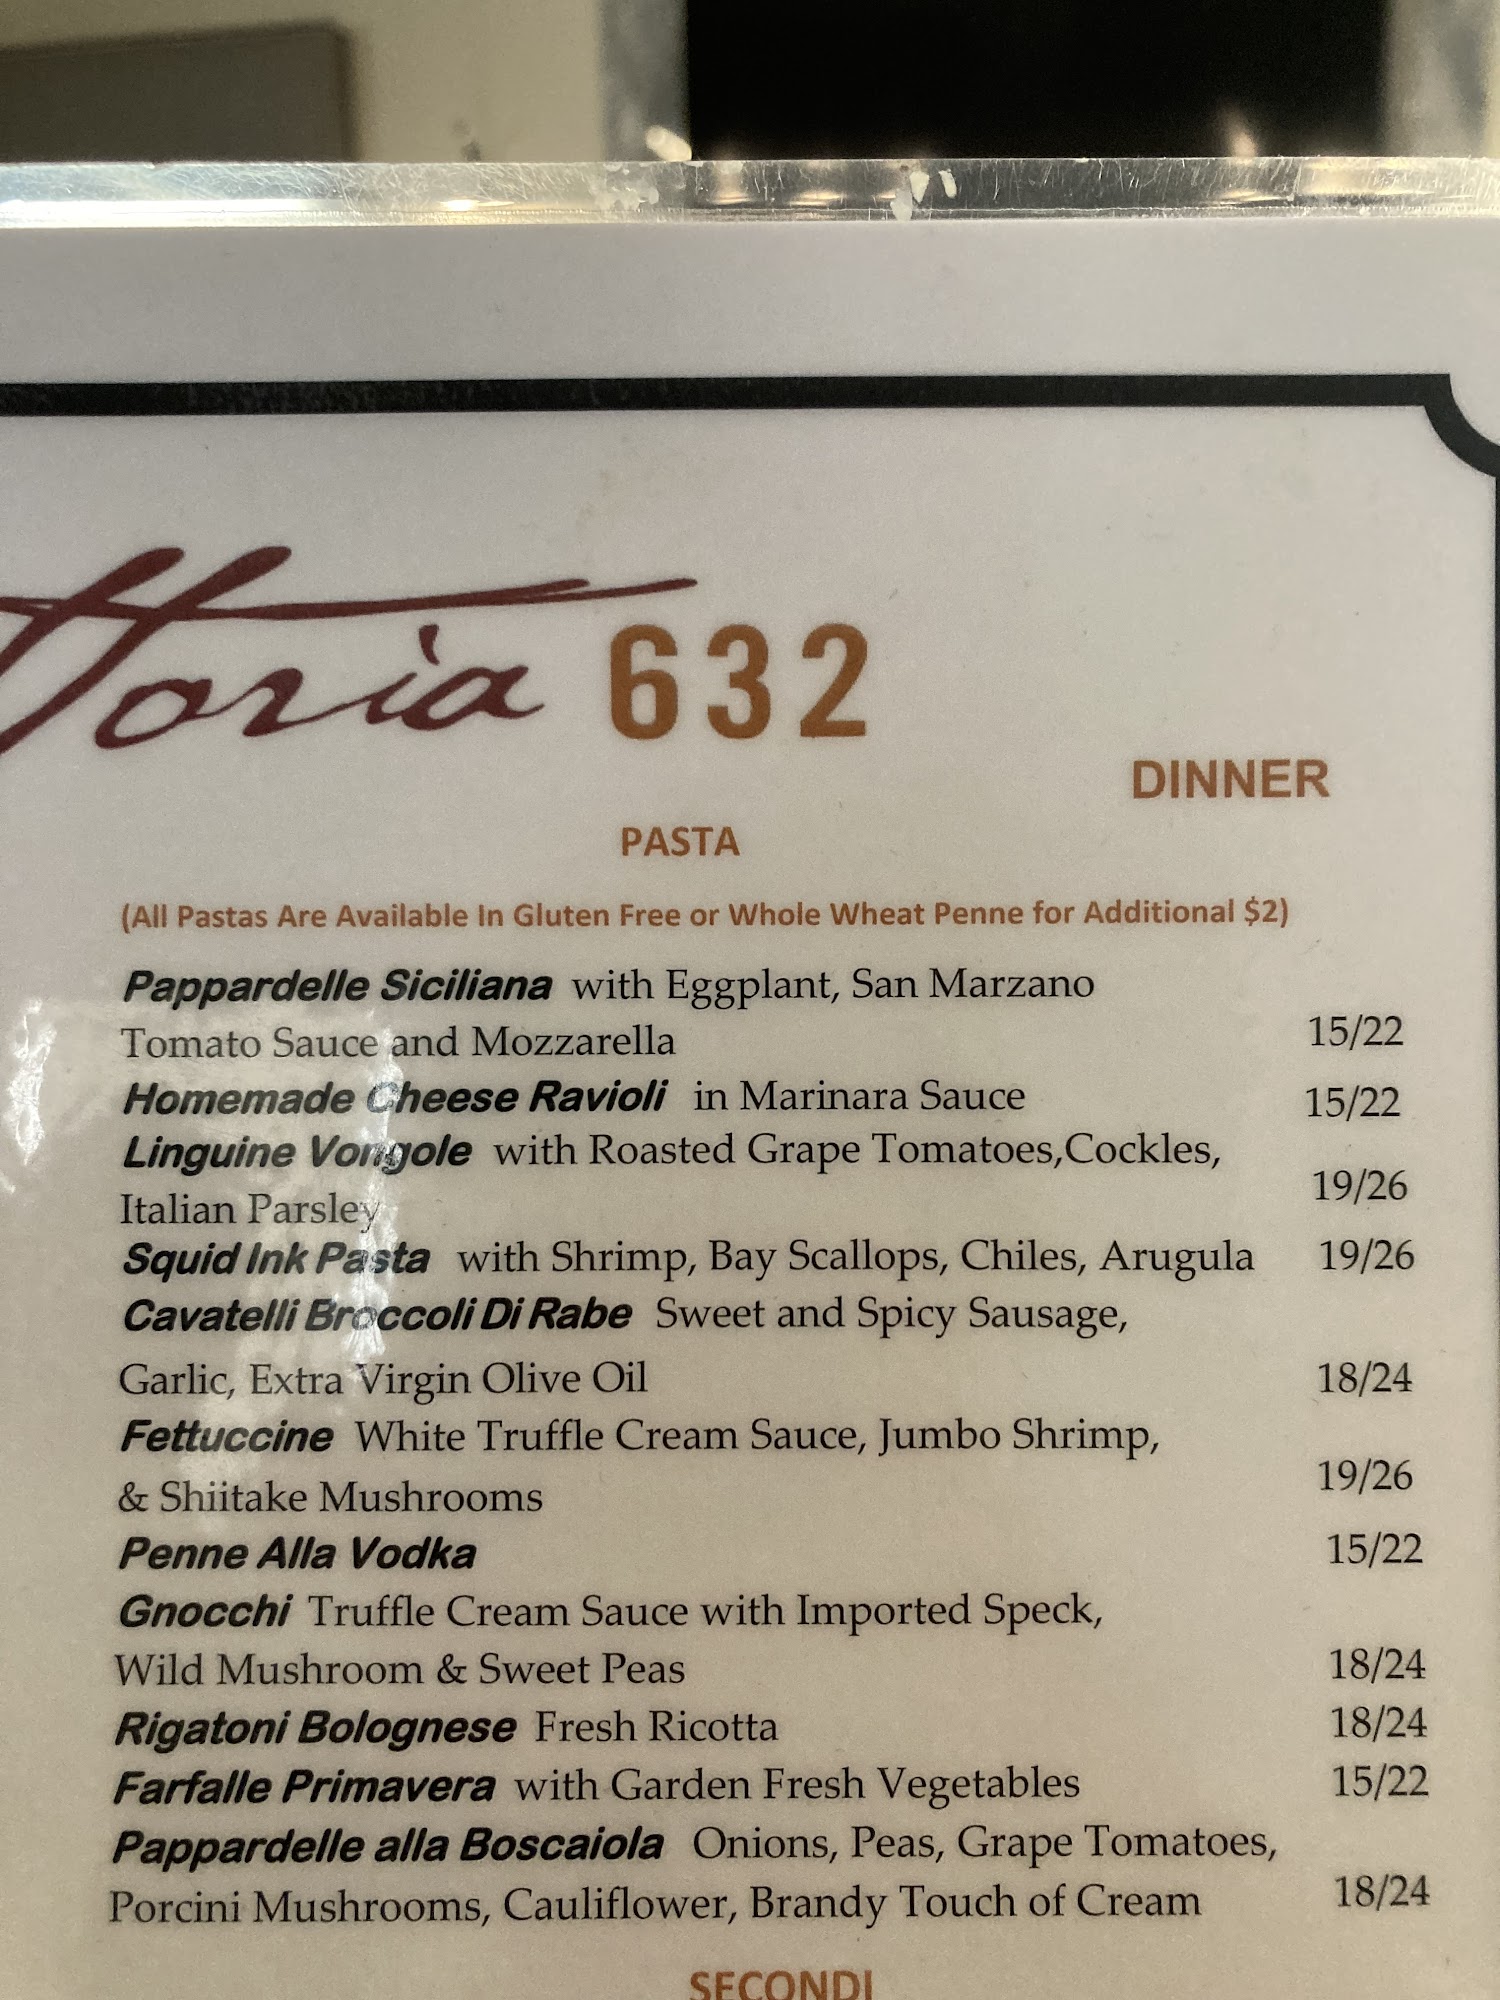 ttoria 632
DINNER
PASTA
(All Pastas Are Available In Gluten Free or Whole Wheat Penne for Additional $2)
Pappardelle Siciliana with Eggplant, San Marzano
Tomato Sauce and Mozzarella 15/22
Homemade Cheese Ravioli in Marinara Sauce 15/22
Linguine Vongole with Roasted Grape Tomatoes,Cockles,
Italian Parsley 19/26
Squid Ink Pasta with Shrimp, Bay Scallops, Chiles, Arugula 19/26
Cavatelli Broccoli Di Rabe Sweet and Spicy Sausage,
Garlic, Extra Virgin Olive Oil 18/24
Fettuccine White Truffle Cream Sauce, Jumbo Shrimp,
& Shiitake Mushrooms 19/26
Penne Alla Vodka 15/22
Gnocchi Truffle Cream Sauce with Imported Speck,
Wild Mushroom & Sweet Peas 18/24
Rigatoni Bolognese Fresh Ricotta 18/24
Farfalle Primavera with Garden Fresh Vegetables 15/22
Pappardelle alla Boscaiola Onions, Peas, Grape Tomatoes,
Porcini Mushrooms, Cauliflower, Brandy Touch of Cream 18/24
SECONDI